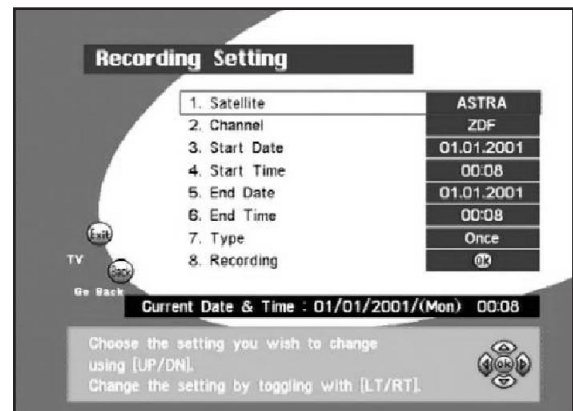 Recording Setting
1. Satellite ASTRA
2. Channel ZDF
3. Start Date 01.01.2001
4. Start Time 00:08
5. End Date 01.01.2001
6. End Time 00:08
7. Type Once
8. Recording OK
Exit
TV
Back
Go Back
Current Date & Time : 01/01/2001/(Mon) 00:08
Choose the setting you wish to change
using [UP/DN].
Change the setting by toggling with [LT/RT].
OK